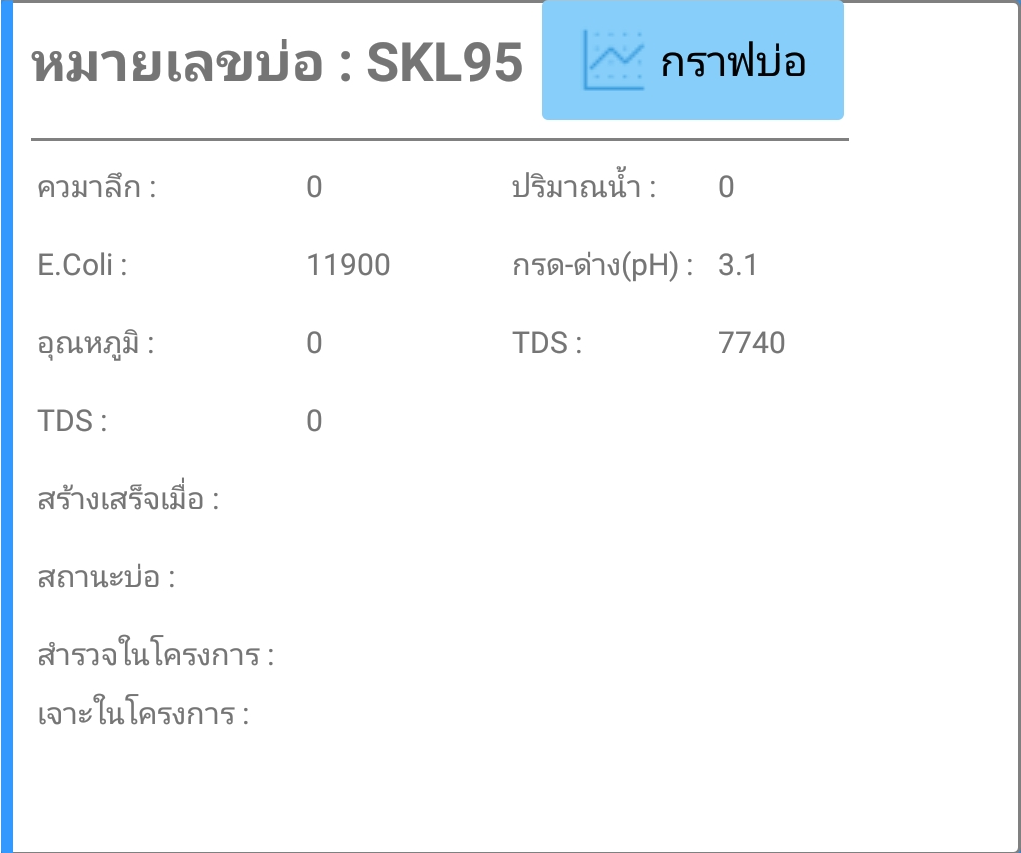 หมายเลขบ่อ : SKL95 กราฟบ่อ
ควมาลึก : 0 ปริมาณน้ำ : 0
E.Coli : 11900 กรด-ด่าง(pH) : 3.1
อุณหภูมิ : 0 TDS : 7740
TDS : 0
สร้างเสร็จเมื่อ :
สถานะบ่อ :
สำรวจในโครงการ :
เจาะในโครงการ :